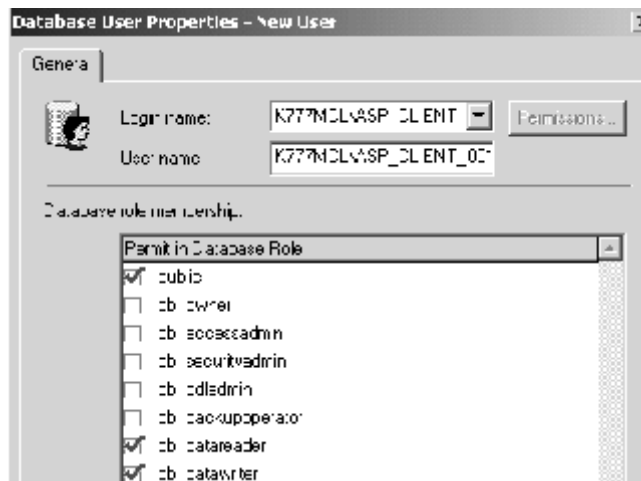 Database User Properties - New User
General
Login name:
Permissions...
User name
Database role membership:
Permit in Database Role
public
db_owner
db_accessadmin
db_securityadmin
db_ddladmin
db_backupoperator
db_datareader
db_datawriter